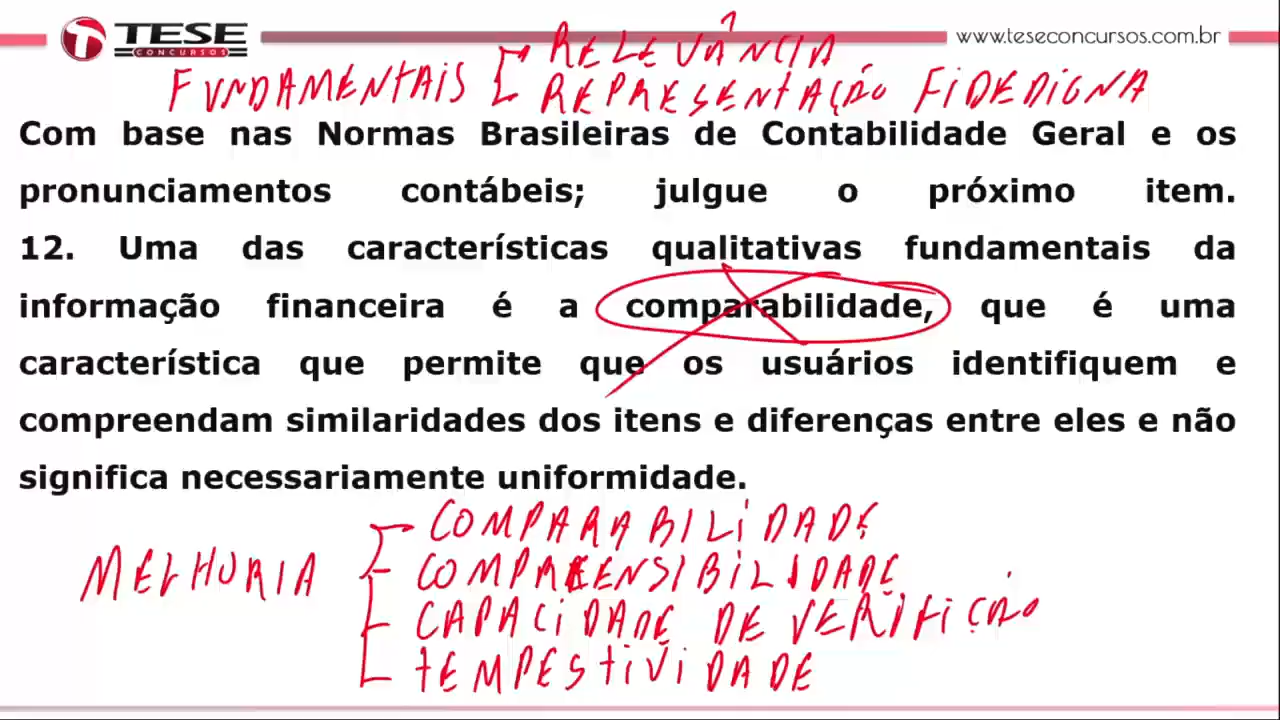 TESE
CONCURSOS
www.teseconcursos.com.br
FUNDAMENTAIS
RELEVÂNCIA
REPRESENTAÇÃO FIDEDIGNA
Com base nas Normas Brasileiras de Contabilidade Geral e os
pronunciamentos contábeis; julgue o próximo item.
12. Uma das características qualitativas fundamentais da
informação financeira é a comparabilidade, que é uma
característica que permite que os usuários identifiquem e
compreendam similaridades dos itens e diferenças entre eles e não
significa necessariamente uniformidade.
MELHORIA
COMPARABILIDADE
COMPREENSIBILIDADE
CAPACIDADE DE VERIFIÇÃO
TEMPESTIVIDADE